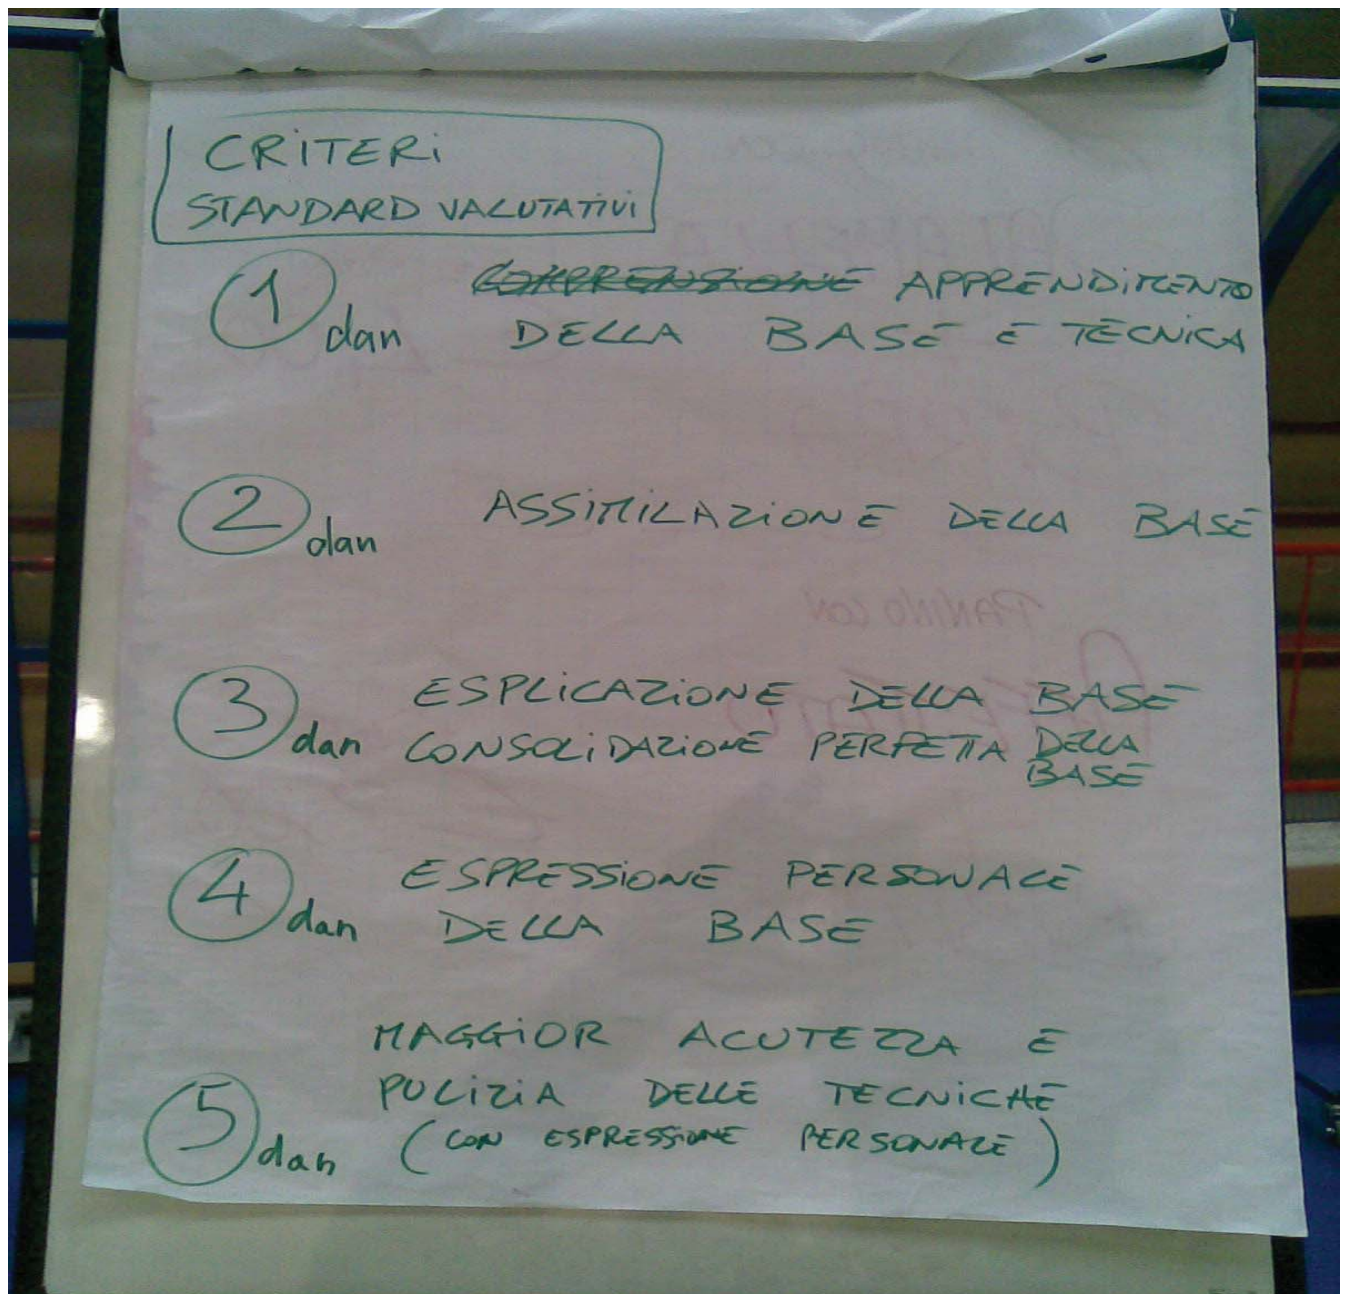 CRITERI
STANDARD VALUTATIVI
1 dan
COMPRENSIONE APPRENDIMENTO
DELLA BASE E TECNICA
2 dan
ASSIMILAZIONE DELLA BASE
3 dan
ESPLICAZIONE DELLA BASE
CONSOLIDAZIONE PERFETTA DELLA
BASE
4 dan
ESPRESSIONE PERSONALE
DELLA BASE
5 dan
MAGGIOR ACUTEZZA E
PULIZIA DELLE TECNICHE
(CON ESPRESSIONE PERSONALE)
PANINO CON